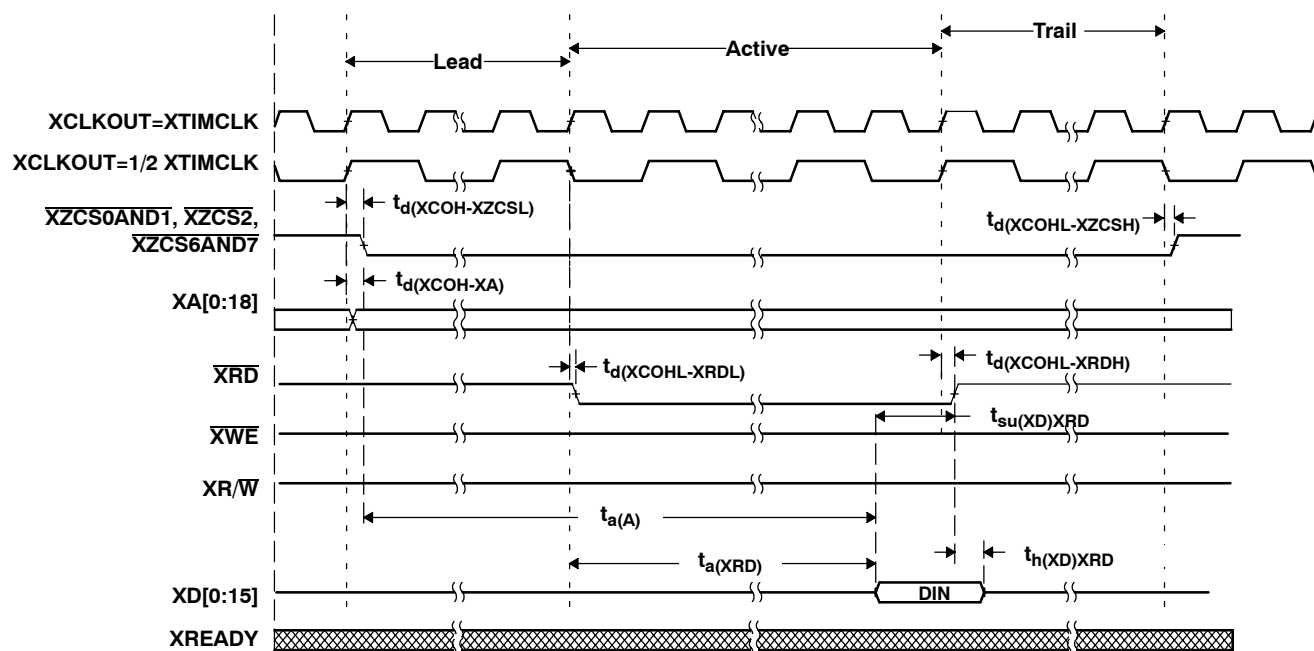 Trail
Active
Lead
XCLKOUT=XTIMCLK
XCLKOUT=1/2 XTIMCLK
XZCS0AND1, XZCS2,
XZCS6AND7
td(XCOH-XZCSL)
td(XCOHL-XZCSH)
td(XCOH-XA)
XA[0:18]
XRD
td(XCOHL-XRDL)
td(XCOHL-XRDH)
tsu(XD)XRD
XWE
XR/W
ta(A)
ta(XRD)
th(XD)XRD
XD[0:15]
DIN
XREADY